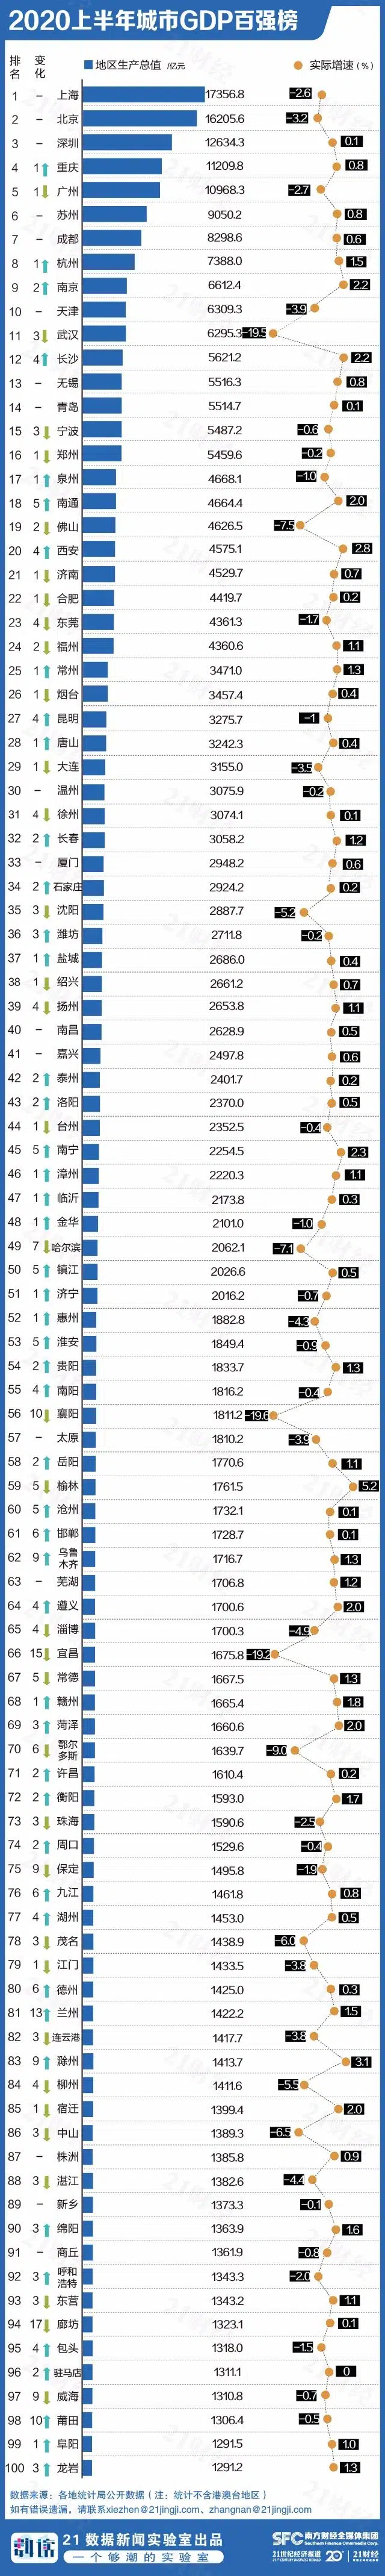 2020上半年城市GDP百强榜
排名 变化 地区生产总值 /亿元 实际增速（%）
1 – 上海 17356.8 -2.6
2 – 北京 16205.6 -3.2
3 – 深圳 12634.3 0.1
4 1 重庆 11209.8 0.8
5 1 广州 10968.3 -2.7
6 – 苏州 9050.2 0.8
7 – 成都 8298.6 0.6
8 1 杭州 7388.0 1.5
9 2 南京 6612.4 2.2
10 – 天津 6309.3 -3.9
11 3 武汉 6295.3 -19.5
12 4 长沙 5621.2 2.2
13 – 无锡 5516.3 0.8
14 – 青岛 5514.7 0.1
15 3 宁波 5487.2 -0.6
16 1 郑州 5459.6 -0.2
17 1 泉州 4668.1 -1.0
18 5 南通 4664.4 2.0
19 2 佛山 4626.5 -7.5
20 4 西安 4575.1 2.8
21 1 济南 4529.7 0.7
22 1 合肥 4419.7 0.2
23 4 东莞 4361.3 -1.7
24 2 福州 4360.6 1.1
25 1 常州 3471.0 1.3
26 1 烟台 3457.4 0.4
27 4 昆明 3275.7 -1
28 1 唐山 3242.3 0.4
29 1 大连 3155.0 -3.5
30 – 温州 3075.9 -0.2
31 4 徐州 3074.1 0.1
32 2 长春 3058.2 1.2
33 – 厦门 2948.2 0.6
34 2 石家庄 2924.2 0.2
35 3 沈阳 2887.7 -5.2
36 3 潍坊 2711.8 -0.2
37 1 盐城 2686.0 0.4
38 1 绍兴 2661.2 0.7
39 4 扬州 2653.8 1.1
40 – 南昌 2628.9 0.5
41 – 嘉兴 2497.8 0.6
42 2 泰州 2401.7 0.2
43 2 洛阳 2370.0 0.5
44 1 台州 2352.5 -0.4
45 5 南宁 2254.5 2.3
46 1 漳州 2220.3 1.1
47 1 临沂 2173.8 0.3
48 1 金华 2101.0 -1.0
49 7 哈尔滨 2062.1 -7.1
50 5 镇江 2026.6 0.5
51 1 济宁 2016.2 -0.7
52 1 惠州 1882.8 -4.3
53 5 淮安 1849.4 -0.9
54 2 贵阳 1833.7 1.3
55 4 南阳 1816.2 -0.4
56 10 襄阳 1811.2 -19.6
57 – 太原 1810.2 -3.9
58 2 岳阳 1770.6 1.1
59 5 榆林 1761.5 5.2
60 5 沧州 1732.1 0.1
61 6 邯郸 1728.7 0.1
62 9 乌鲁木齐 1716.7 1.3
63 – 芜湖 1706.8 1.2
64 4 遵义 1700.6 2.0
65 4 淄博 1700.3 -4.9
66 15 宜昌 1675.8 -19.2
67 5 常德 1667.5 1.3
68 1 赣州 1665.4 1.8
69 3 菏泽 1660.6 2.0
70 6 鄂尔多斯 1639.7 -9.0
71 2 许昌 1610.4 0.2
72 2 衡阳 1593.0 1.7
73 3 珠海 1590.6 -2.5
74 2 周口 1529.6 -0.4
75 9 保定 1495.8 -1.9
76 6 九江 1461.8 0.8
77 4 湖州 1453.0 0.5
78 3 茂名 1438.9 -6.0
79 1 江门 1433.5 -3.8
80 6 德州 1425.0 0.3
81 13 兰州 1422.2 1.5
82 3 连云港 1417.7 -3.8
83 9 滁州 1413.7 3.1
84 4 柳州 1411.6 -5.5
85 1 宿迁 1399.4 2.0
86 3 中山 1389.3 -6.5
87 – 株洲 1385.8 0.9
88 3 湛江 1382.6 -4.4
89 – 新乡 1373.3 -0.1
90 3 绵阳 1363.9 1.6
91 – 商丘 1361.9 -0.8
92 3 呼和浩特 1343.3 -2.0
93 3 东营 1343.2 1.1
94 17 廊坊 1323.1 0.1
95 4 包头 1318.0 -1.5
96 2 驻马店 1311.1 0
97 9 威海 1310.8 -0.7
98 10 莆田 1306.4 -0.5
99 1 阜阳 1291.5 1.0
100 3 龙岩 1291.2 1.3
数据来源：各地统计局公开数据（注：统计不含港澳台地区）
如有错误遗漏，请联系xiezhen@21jingji.com、zhangnan@21jingji.com
21数据新闻实验室出品
一个够潮的实验室
SFC 南方财经全媒体集团
21世纪经济报道